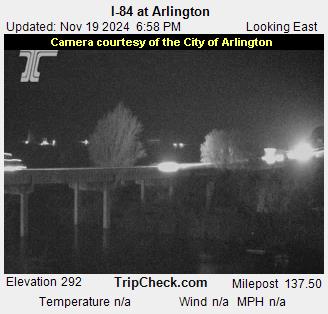 I-84 at Arlington
Updated: Nov 19 2024 6:58 PM Looking East
Camera courtesy of the City of Arlington
Elevation 292 TripCheck.com Milepost 137.50
Temperature n/a Wind n/a MPH n/a